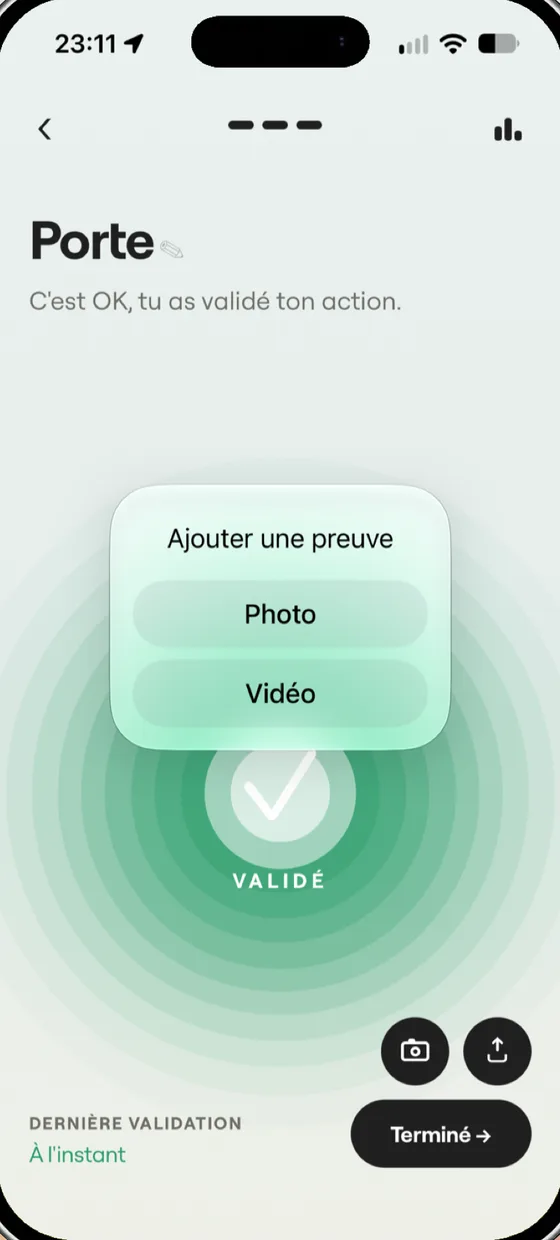 23:11
Porte
C'est OK, tu as validé ton action.
Ajouter une preuve
Photo
Vidéo
VALIDÉ
DERNIÈRE VALIDATION
À l'instant
Terminé →